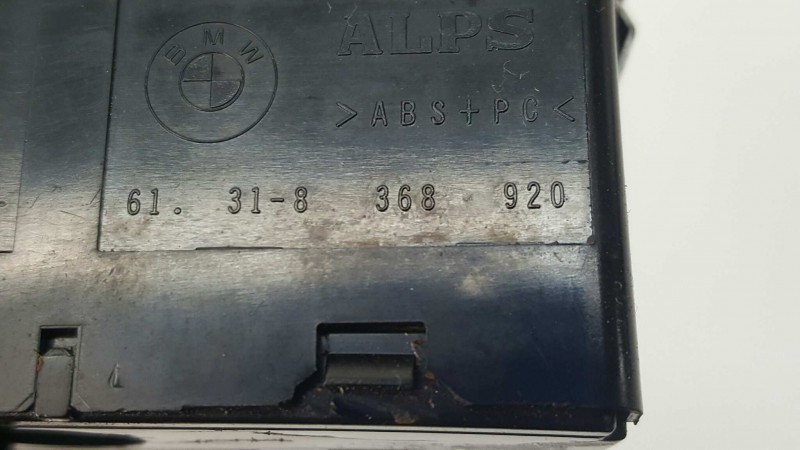 BMW
ALPS
>ABS+PC<
61. 31-8 368 920